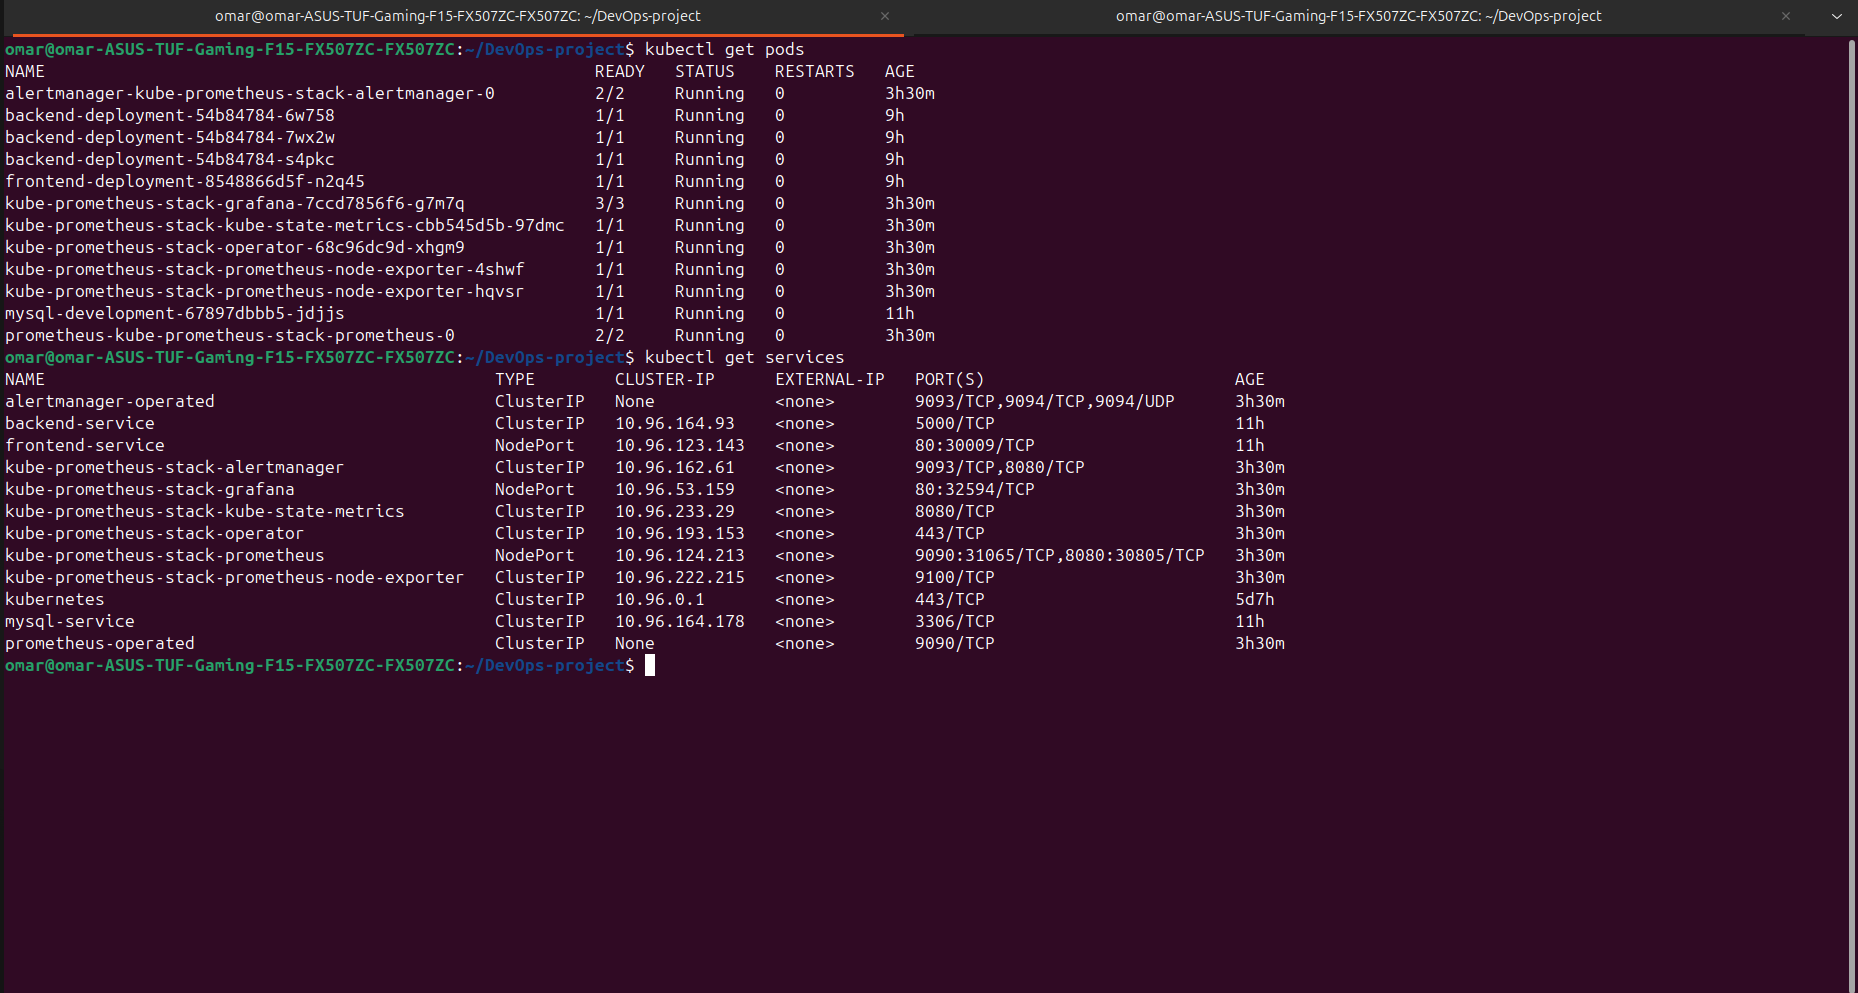 omar@omar-ASUS-TUF-Gaming-F15-FX507ZC-FX507ZC: ~/DevOps-project × omar@omar-ASUS-TUF-Gaming-F15-FX507ZC-FX507ZC: ~/DevOps-project ×
omar@omar-ASUS-TUF-Gaming-F15-FX507ZC-FX507ZC:~/DevOps-project$ kubectl get pods
NAME READY STATUS RESTARTS AGE
alertmanager-kube-prometheus-stack-alertmanager-0 2/2 Running 0 3h30m
backend-deployment-54b84784-6w758 1/1 Running 0 9h
backend-deployment-54b84784-7wx2w 1/1 Running 0 9h
backend-deployment-54b84784-s4pkc 1/1 Running 0 9h
frontend-deployment-8548866d5f-n2q45 1/1 Running 0 9h
kube-prometheus-stack-grafana-7ccd7856f6-g7m7q 3/3 Running 0 3h30m
kube-prometheus-stack-kube-state-metrics-cbb545d5b-97dmc 1/1 Running 0 3h30m
kube-prometheus-stack-operator-68c96dc9d-xhgm9 1/1 Running 0 3h30m
kube-prometheus-stack-prometheus-node-exporter-4shwf 1/1 Running 0 3h30m
kube-prometheus-stack-prometheus-node-exporter-hqvsr 1/1 Running 0 3h30m
mysql-development-67897dbbb5-jdjjs 1/1 Running 0 11h
prometheus-kube-prometheus-stack-prometheus-0 2/2 Running 0 3h30m
omar@omar-ASUS-TUF-Gaming-F15-FX507ZC-FX507ZC:~/DevOps-project$ kubectl get services
NAME TYPE CLUSTER-IP EXTERNAL-IP PORT(S) AGE
alertmanager-operated ClusterIP None <none> 9093/TCP,9094/TCP,9094/UDP 3h30m
backend-service ClusterIP 10.96.164.93 <none> 5000/TCP 11h
frontend-service NodePort 10.96.123.143 <none> 80:30009/TCP 11h
kube-prometheus-stack-alertmanager ClusterIP 10.96.162.61 <none> 9093/TCP,8080/TCP 3h30m
kube-prometheus-stack-grafana NodePort 10.96.53.159 <none> 80:32594/TCP 3h30m
kube-prometheus-stack-kube-state-metrics ClusterIP 10.96.233.29 <none> 8080/TCP 3h30m
kube-prometheus-stack-operator ClusterIP 10.96.193.153 <none> 443/TCP 3h30m
kube-prometheus-stack-prometheus NodePort 10.96.124.213 <none> 9090:31065/TCP,8080:30805/TCP 3h30m
kube-prometheus-stack-prometheus-node-exporter ClusterIP 10.96.222.215 <none> 9100/TCP 3h30m
kubernetes ClusterIP 10.96.0.1 <none> 443/TCP 5d7h
mysql-service ClusterIP 10.96.164.178 <none> 3306/TCP 11h
prometheus-operated ClusterIP None <none> 9090/TCP 3h30m
omar@omar-ASUS-TUF-Gaming-F15-FX507ZC-FX507ZC:~/DevOps-project$